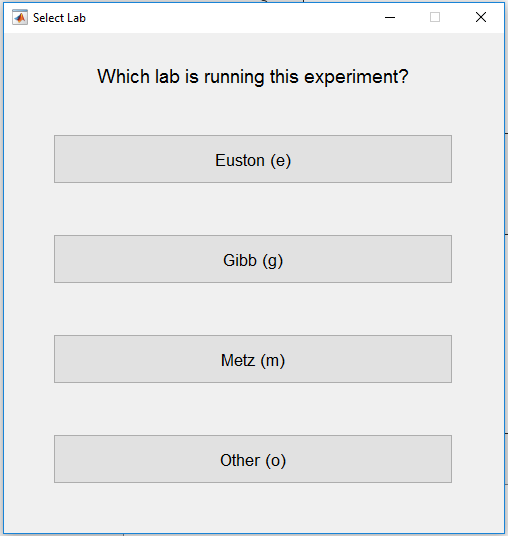 Select Lab
Which lab is running this experiment?
Euston (e)
Gibb (g)
Metz (m)
Other (o)